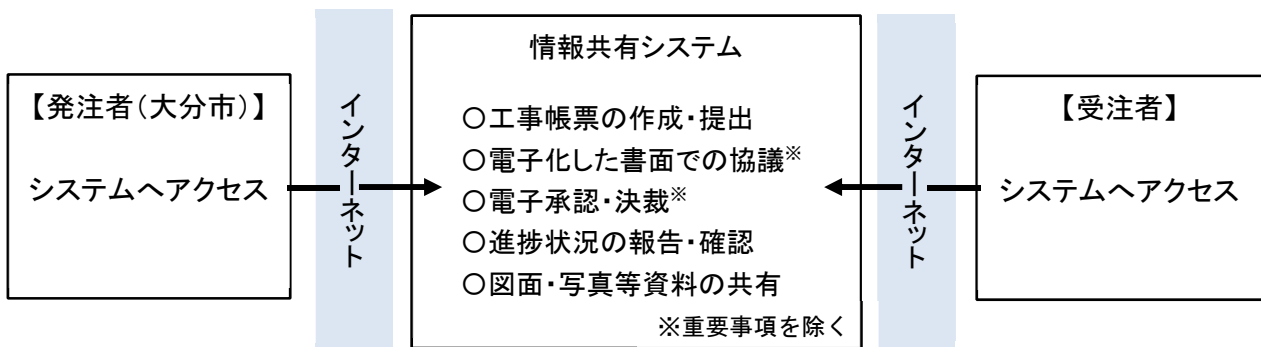 【発注者(大分市)】
システムへアクセス
インターネット
情報共有システム
○工事帳票の作成・提出
○電子化した書面での協議※
○電子承認・決裁※
○進捗状況の報告・確認
○図面・写真等資料の共有
※重要事項を除く
インターネット
【受注者】
システムへアクセス